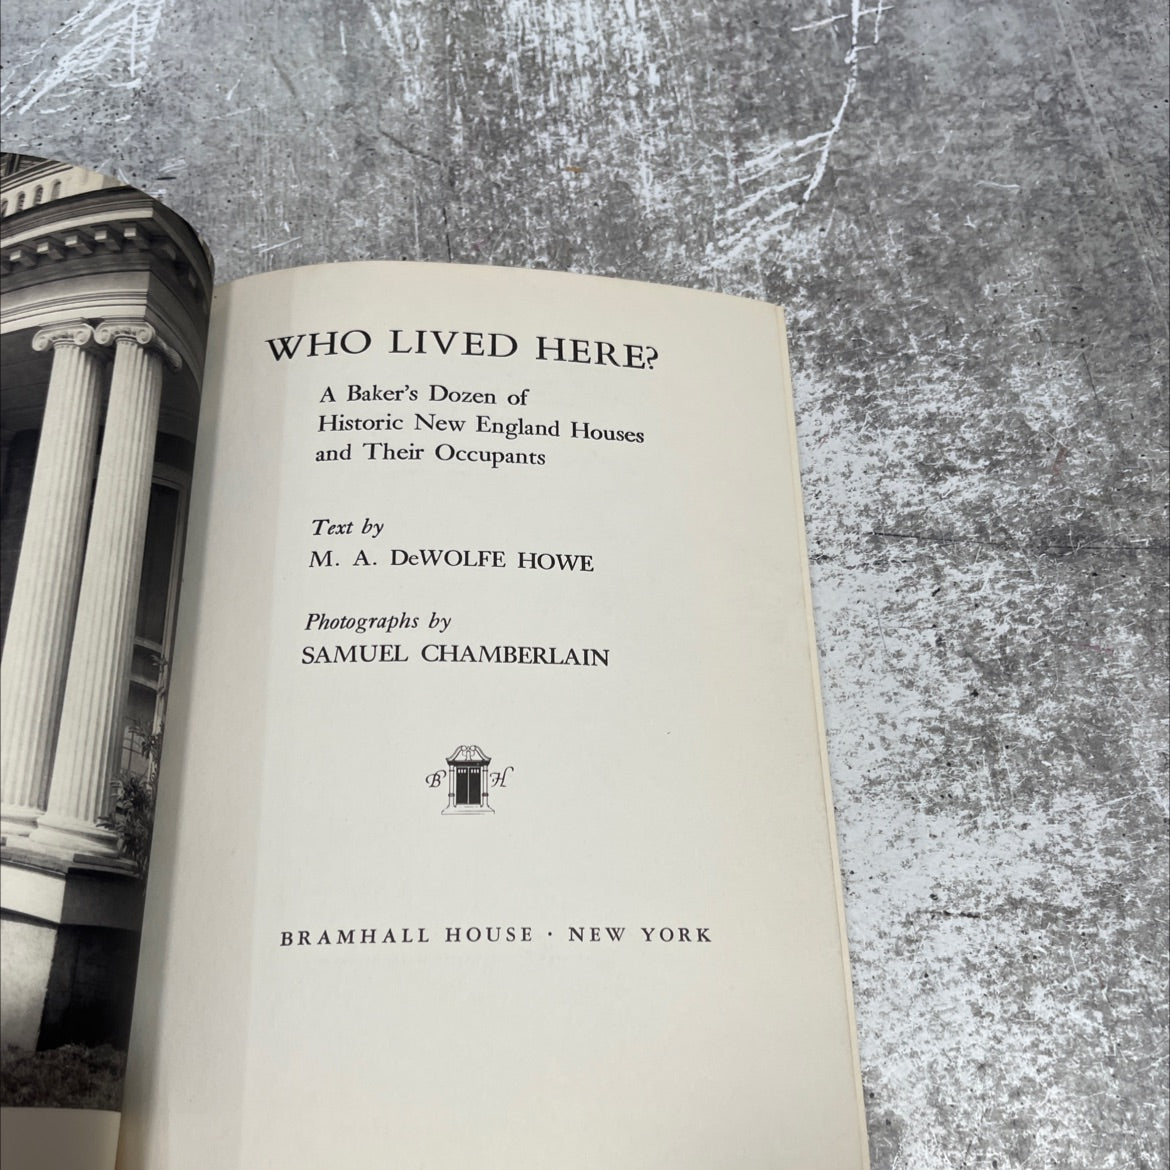 WHO LIVED HERE?
A Baker's Dozen of
Historic New England Houses
and Their Occupants
Text by
M. A. DeWOLFE HOWE
Photographs by
SAMUEL CHAMBERLAIN
B H
BRAMHALL HOUSE · NEW YORK